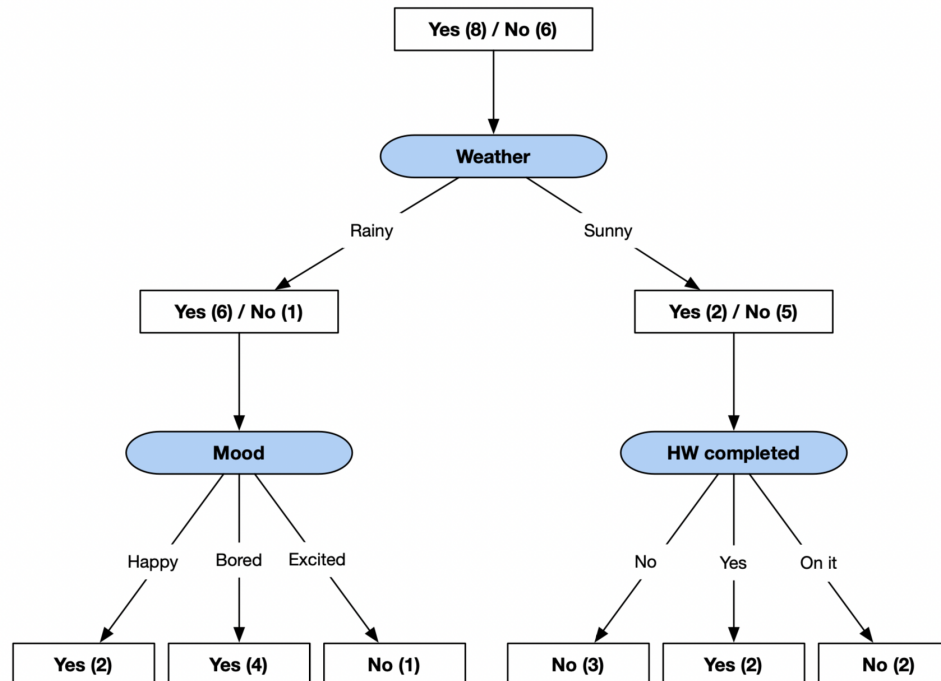 Yes (8) / No (6)
Weather
Rainy
Sunny
Yes (6) / No (1)
Yes (2) / No (5)
Mood
HW completed
Happy
Bored
Excited
No
Yes
On it
Yes (2)
Yes (4)
No (1)
No (3)
Yes (2)
No (2)